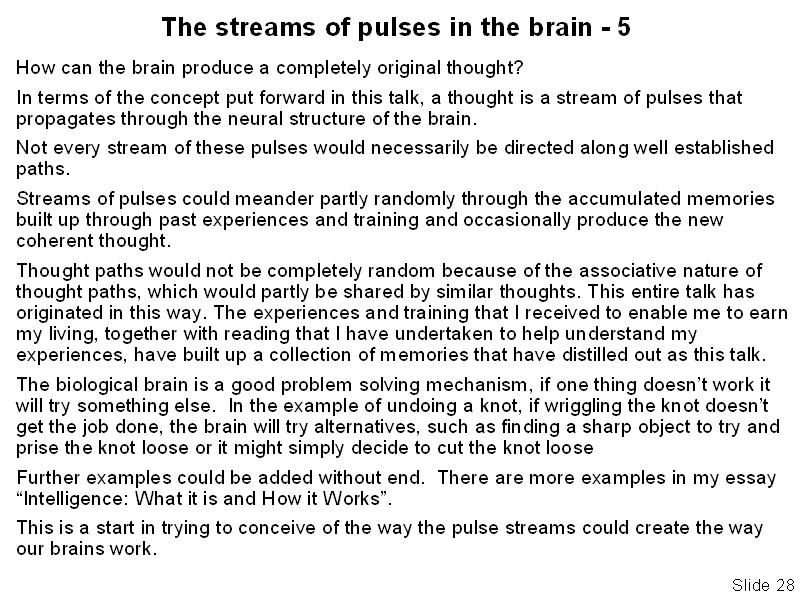 The streams of pulses in the brain - 5
How can the brain produce a completely original thought?
In terms of the concept put forward in this talk, a thought is a stream of pulses that
propagates through the neural structure of the brain.
Not every stream of these pulses would necessarily be directed along well established
paths.
Streams of pulses could meander partly randomly through the accumulated memories
built up through past experiences and training and occasionally produce the new
coherent thought.
Thought paths would not be completely random because of the associative nature of
thought paths, which would partly be shared by similar thoughts. This entire talk has
originated in this way. The experiences and training that I received to enable me to earn
my living, together with reading that I have undertaken to help understand my
experiences, have built up a collection of memories that have distilled out as this talk.
The biological brain is a good problem solving mechanism, if one thing doesn’t work it
will try something else.  In the example of undoing a knot, if wriggling the knot doesn’t
get the job done, the brain will try alternatives, such as finding a sharp object to try and
prise the knot loose or it might simply decide to cut the knot loose
Further examples could be added without end.  There are more examples in my essay
“Intelligence: What it is and How it Works”.
This is a start in trying to conceive of the way the pulse streams could create the way
our brains work.
Slide 28